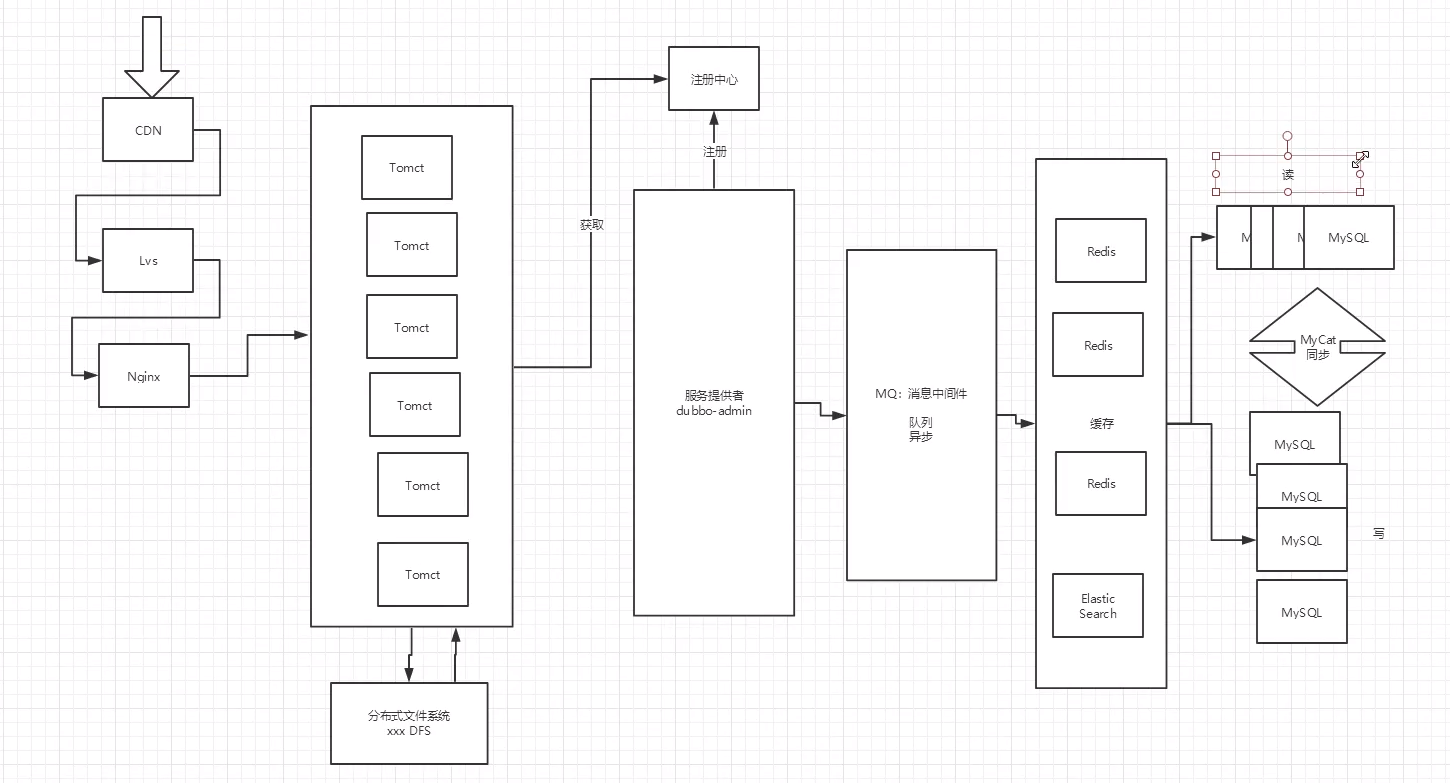 CDN
Lvs
Nginx
Tomct
Tomct
Tomct
Tomct
Tomct
Tomct
分布式文件系统
xxx DFS
获取
注册中心
注册
服务提供者
dubbo-admin
MQ：消息中间件
队列
异步
Redis
Redis
缓存
Redis
Elastic
Search
读
M
M
MySQL
MyCat
同步
MySQL
MySQL
MySQL
写
MySQL